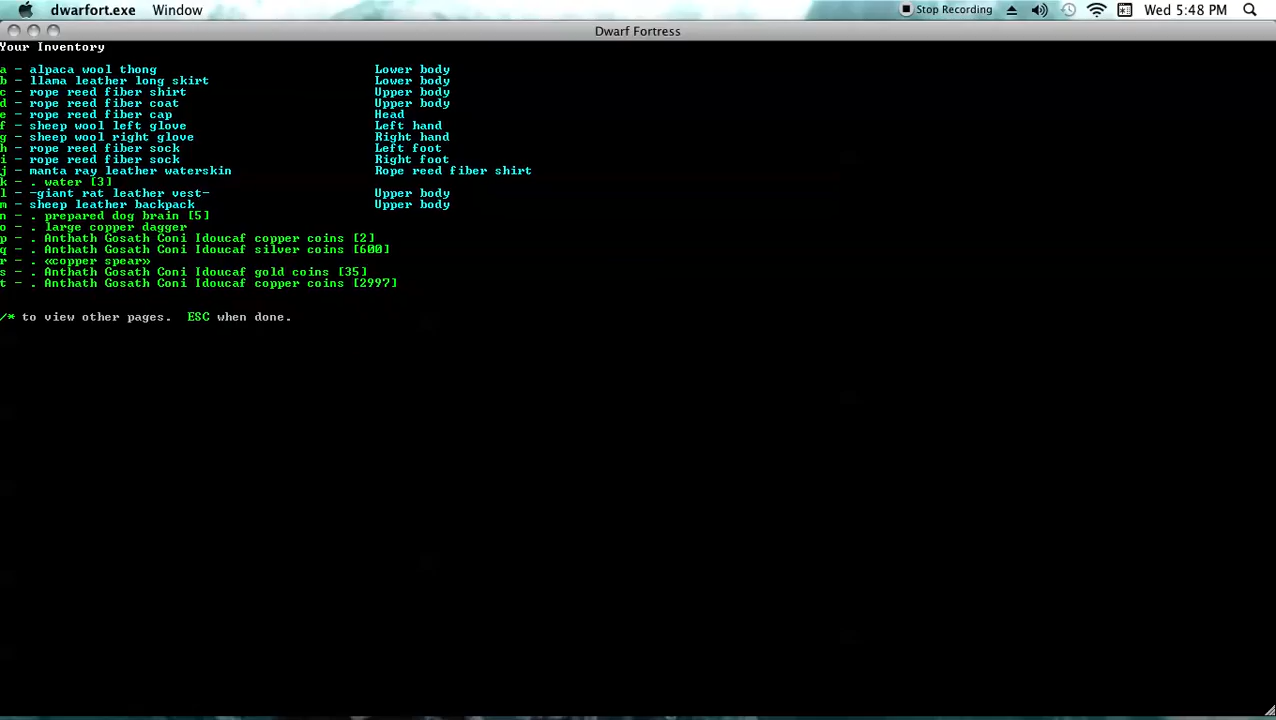 dwarfort.exe Window Stop Recording Wed 5:48 PM
Dwarf Fortress
Your Inventory
a - alpaca wool thong Lower body
b - llama leather long skirt Lower body
c - rope reed fiber shirt Upper body
d - rope reed fiber coat Upper body
e - rope reed fiber cap Head
f - sheep wool left glove Left hand
g - sheep wool right glove Right hand
h - rope reed fiber sock Left foot
i - rope reed fiber sock Right foot
j - manta ray leather waterskin Rope reed fiber shirt
k - . water [3]
l - -giant rat leather vest- Upper body
m - sheep leather backpack Upper body
n - . prepared dog brain [5]
o - . large copper dagger
p - . Anthath Gosath Coni Idoucaf copper coins [2]
q - . Anthath Gosath Coni Idoucaf silver coins [600]
r - . «copper spear»
s - . Anthath Gosath Coni Idoucaf gold coins [35]
t - . Anthath Gosath Coni Idoucaf copper coins [2997]
/* to view other pages. ESC when done.